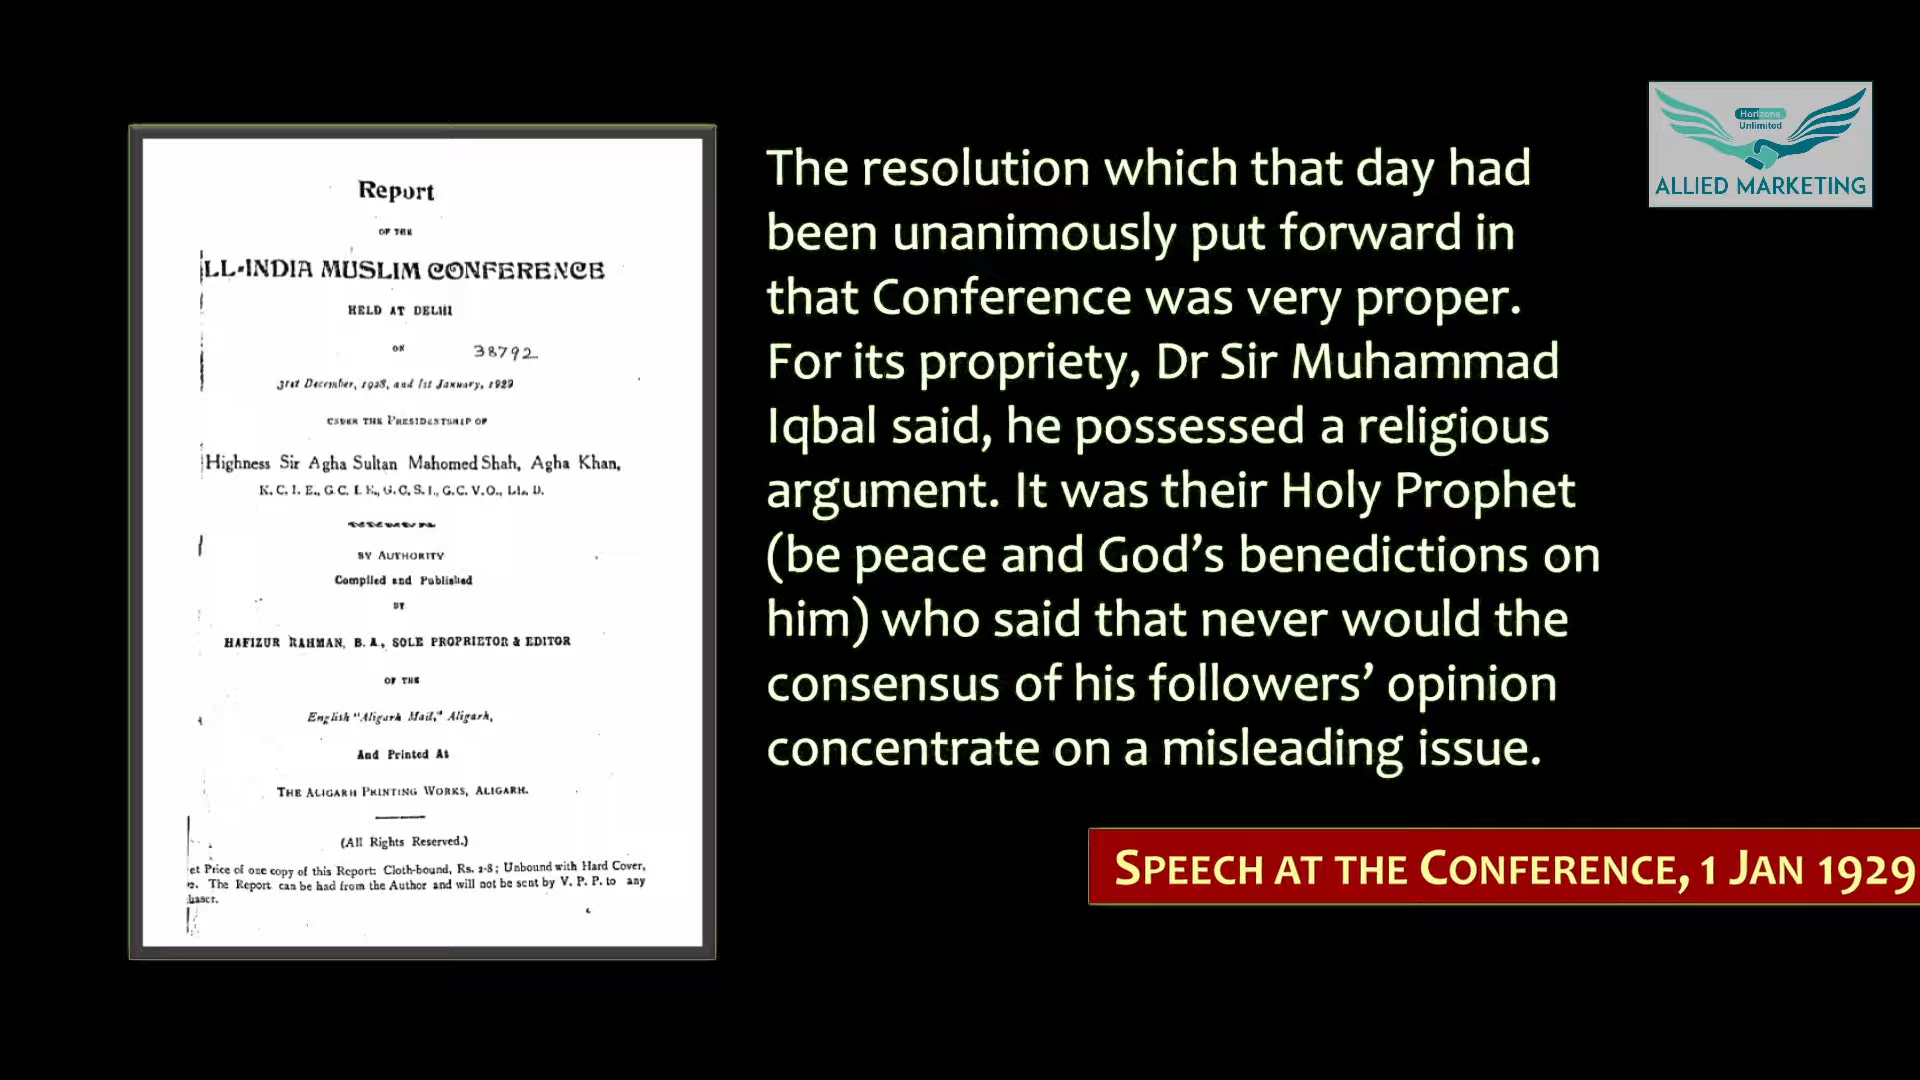 Report
OF THE
LL-INDIA MUSLIM CONFERENCE
HELD AT DELHI
ON 38792
31st December, 1928, and 1st January, 1929
UNDER THE PRESIDENTSHIP OF
Highness Sir Agha Sultan Mahomed Shah, Agha Khan,
K. C. I. E., G.C. I. E., G.C.S.I., G.C.V.O., LL. D.
BY AUTHORITY
Compiled and Published
BY
HAFIZUR RAHMAN, B. A., SOLE PROPRIETOR & EDITOR
OF THE
English "Aligarh Mail," Aligarh,
And Printed At
THE ALIGARH PRINTING WORKS, ALIGARH.
(All Rights Reserved.)
et Price of one copy of this Report: Cloth-bound, Rs. 2-8; Unbound with Hard Cover,
The Report can be had from the Author and will not be sent by V. P. P. to any
haser.
The resolution which that day had
been unanimously put forward in
that Conference was very proper.
For its propriety, Dr Sir Muhammad
Iqbal said, he possessed a religious
argument. It was their Holy Prophet
(be peace and God's benedictions on
him) who said that never would the
consensus of his followers' opinion
concentrate on a misleading issue.
SPEECH AT THE CONFERENCE, 1 JAN 1929
Horizons
Unlimited
ALLIED MARKETING